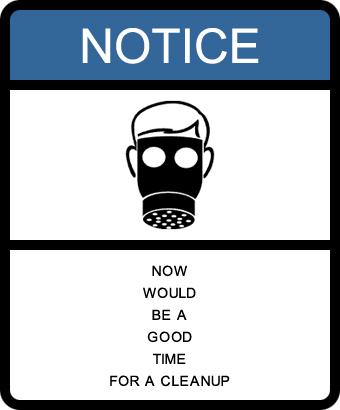 NOTICE
NOW
WOULD
BE A
GOOD
TIME
FOR A CLEANUP